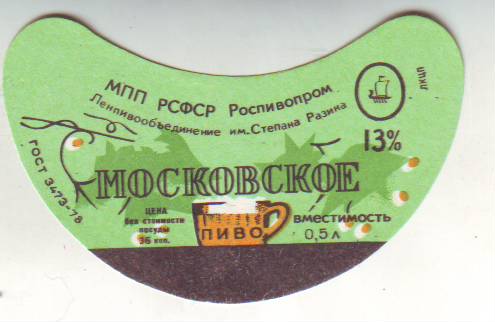 МПП РСФСР Роспивопром
Ленпивообъединение им. Степана Разина
ЛКЦП
13%
ГОСТ 3473-78
МОСКОВСКОЕ
ЦЕНА
без стоимости
посуды
36 коп.
ПИВО
вместимость
0,5 л